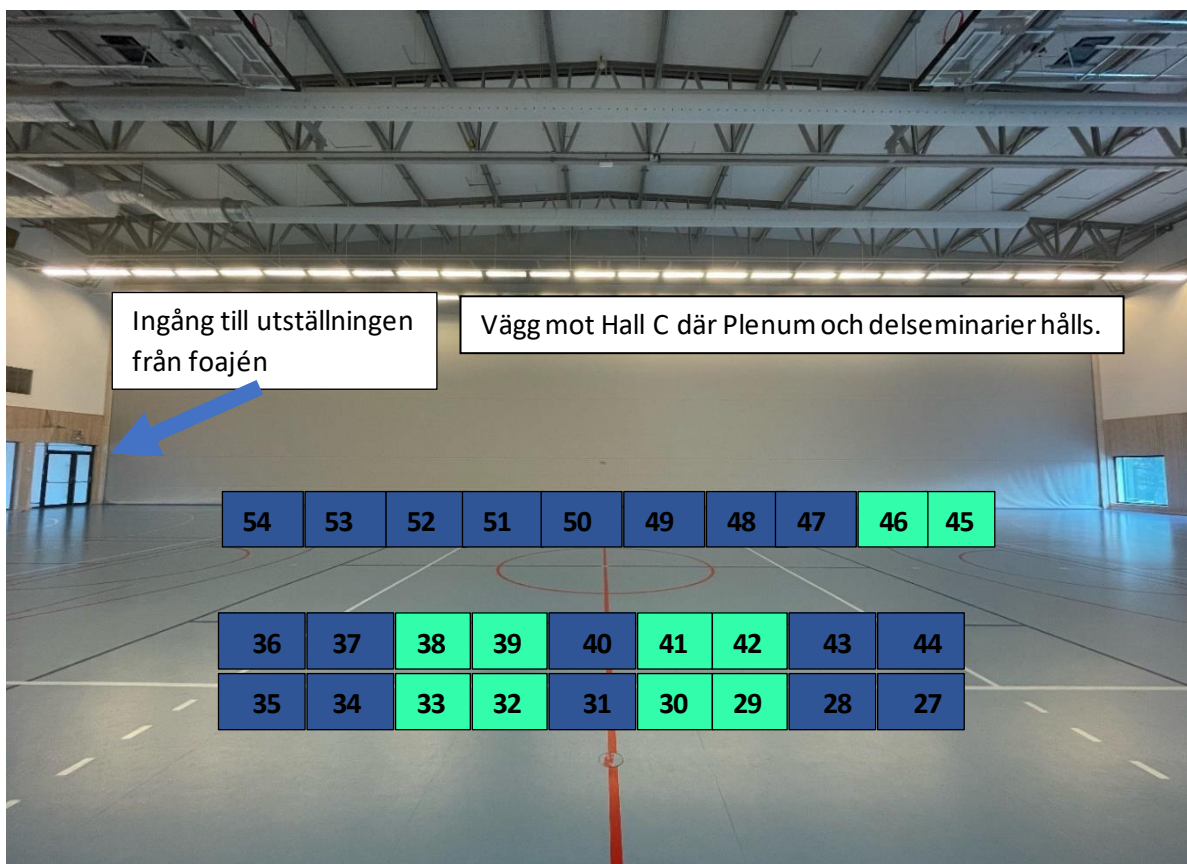 Ingång till utställningen
från foajén
Vägg mot Hall C där Plenum och delseminarier hålls.
54 53 52 51 50 49 48 47 46 45
36 37 38 39 40 41 42 43 44
35 34 33 32 31 30 29 28 27